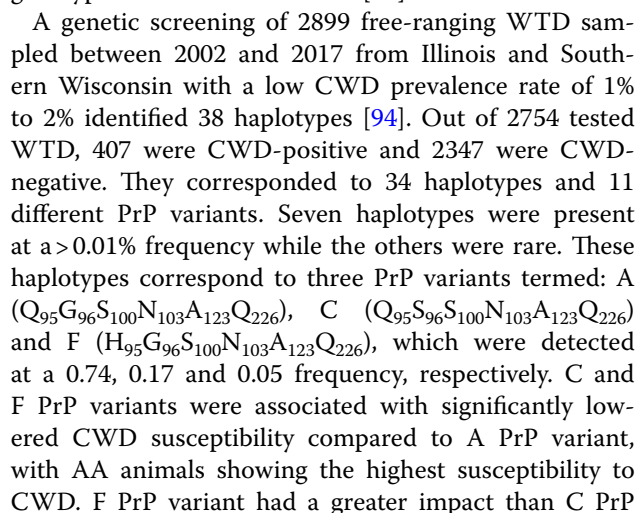 A genetic screening of 2899 free-ranging WTD sam-
pled between 2002 and 2017 from Illinois and South-
ern Wisconsin with a low CWD prevalence rate of 1%
to 2% identified 38 haplotypes [94]. Out of 2754 tested
WTD, 407 were CWD-positive and 2347 were CWD-
negative. They corresponded to 34 haplotypes and 11
different PrP variants. Seven haplotypes were present
at a > 0.01% frequency while the others were rare. These
haplotypes correspond to three PrP variants termed: A
(Q₉₅G₉₆S₁₀₀N₁₀₃A₁₂₃Q₂₂₆), C (Q₉₅S₉₆S₁₀₀N₁₀₃A₁₂₃Q₂₂₆)
and F (H₉₅G₉₆S₁₀₀N₁₀₃A₁₂₃Q₂₂₆), which were detected
at a 0.74, 0.17 and 0.05 frequency, respectively. C and
F PrP variants were associated with significantly low-
ered CWD susceptibility compared to A PrP variant,
with AA animals showing the highest susceptibility to
CWD. F PrP variant had a greater impact than C PrP